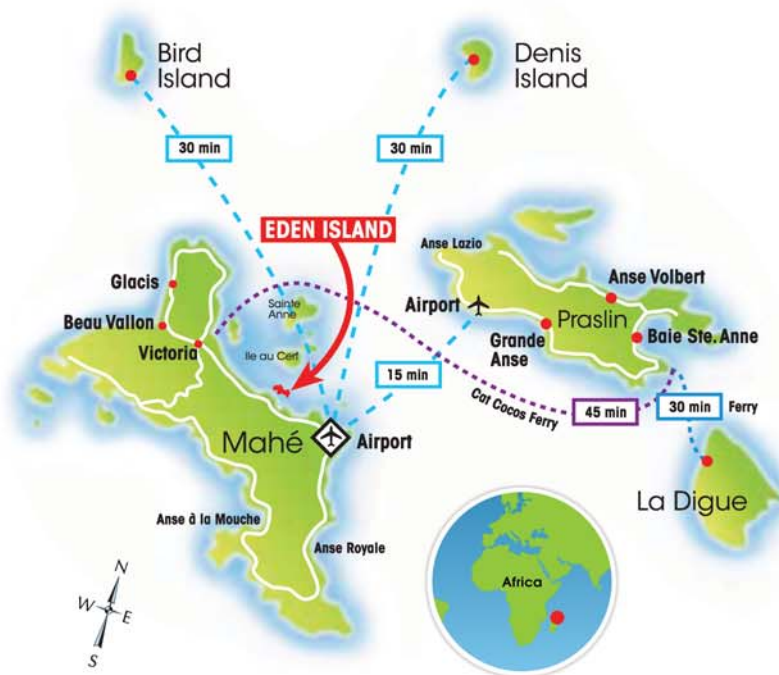 Bird
Island
Denis
Island
30 min
30 min
EDEN ISLAND
Anse Lazio
Glacis
Anse Volbert
Sainte
Anne
Airport
Praslin
Beau Vallon
Victoria
Grande
Anse
Baie Ste. Anne
Ile au Cerf
15 min
Cat Cocos Ferry
45 min
30 min
Ferry
Mahé
Airport
La Digue
Anse à la Mouche
Anse Royale
Africa
N
W
E
S